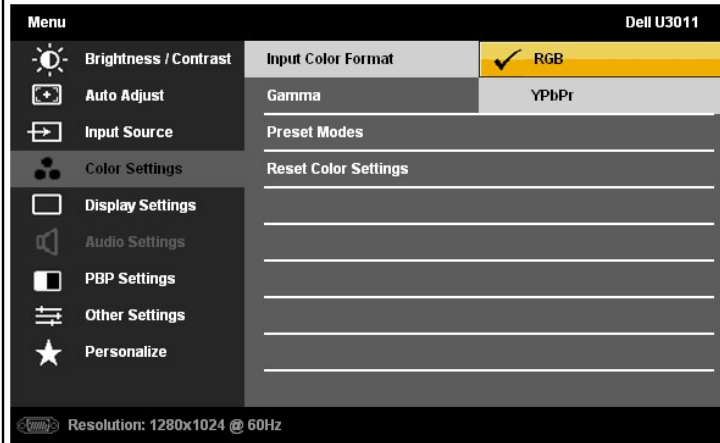 Menu Dell U3011
Brightness / Contrast Input Color Format RGB
Auto Adjust Gamma YPbPr
Input Source Preset Modes
Color Settings Reset Color Settings
Display Settings
Audio Settings
PBP Settings
Other Settings
Personalize
Resolution: 1280x1024 @ 60Hz